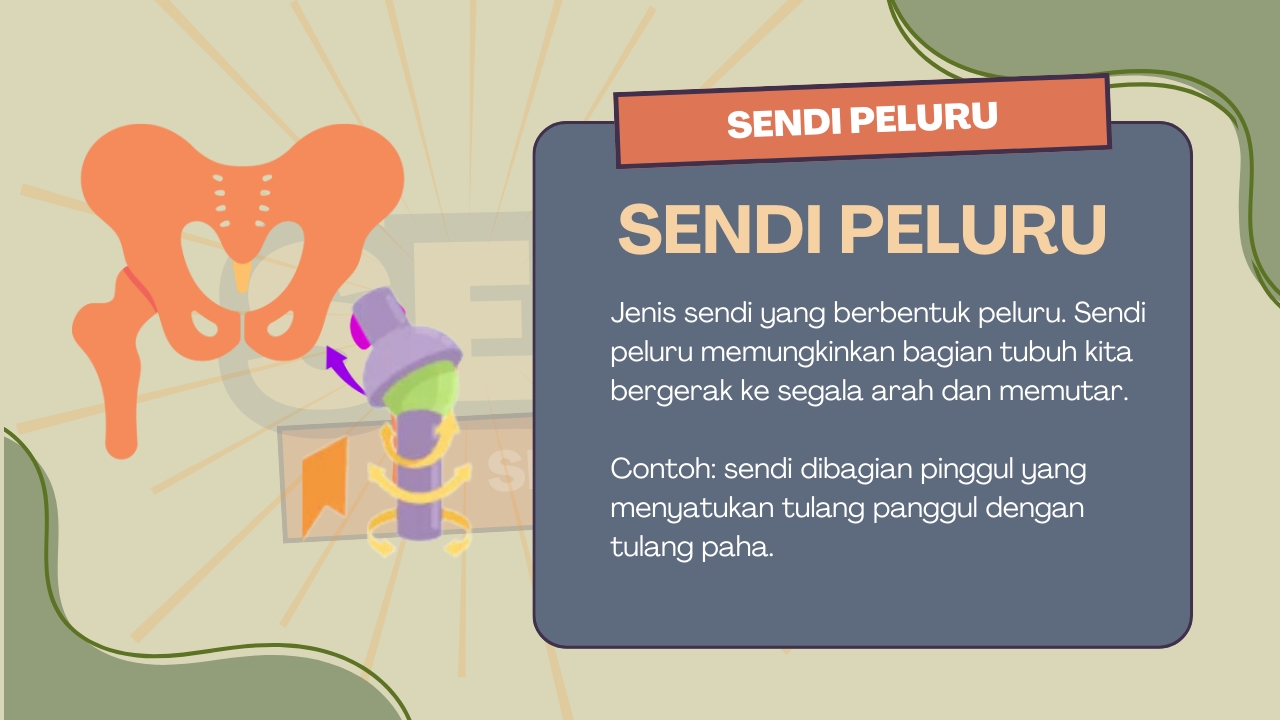 SENDI PELURU
SENDI PELURU
Jenis sendi yang berbentuk peluru. Sendi
peluru memungkinkan bagian tubuh kita
bergerak ke segala arah dan memutar.
Contoh: sendi dibagian pinggul yang
menyatukan tulang panggul dengan
tulang paha.